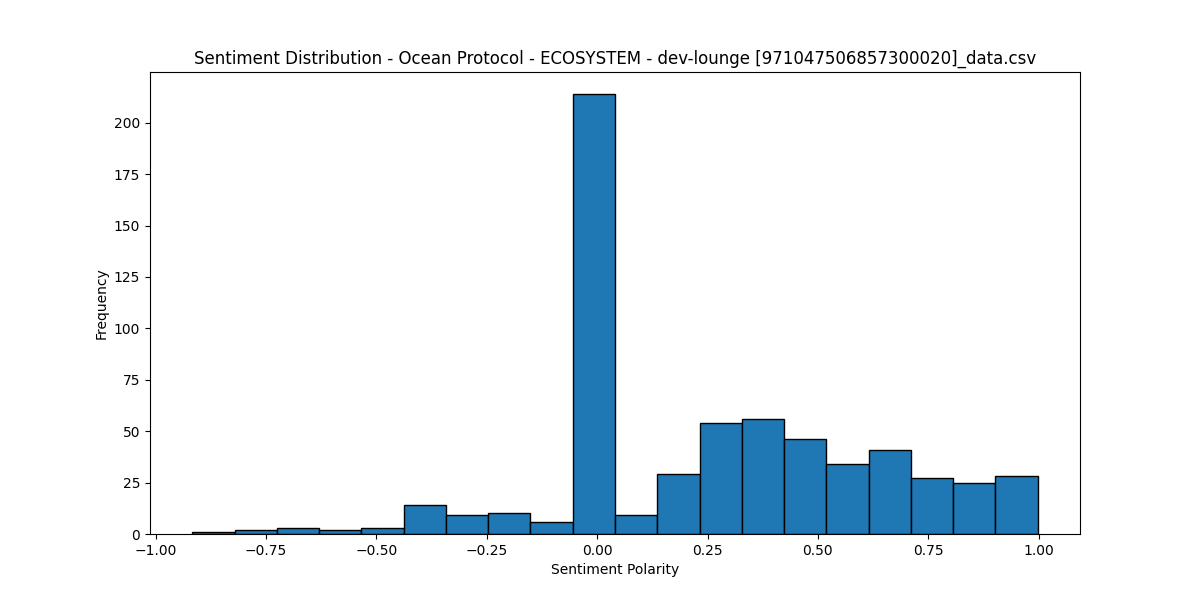 Sentiment Distribution - Ocean Protocol - ECOSYSTEM - dev-lounge [971047506857300020]_data.csv
200
175
150
125
100
75
50
25
0
Frequency
−1.00 −0.75 −0.50 −0.25 0.00 0.25 0.50 0.75 1.00
Sentiment Polarity